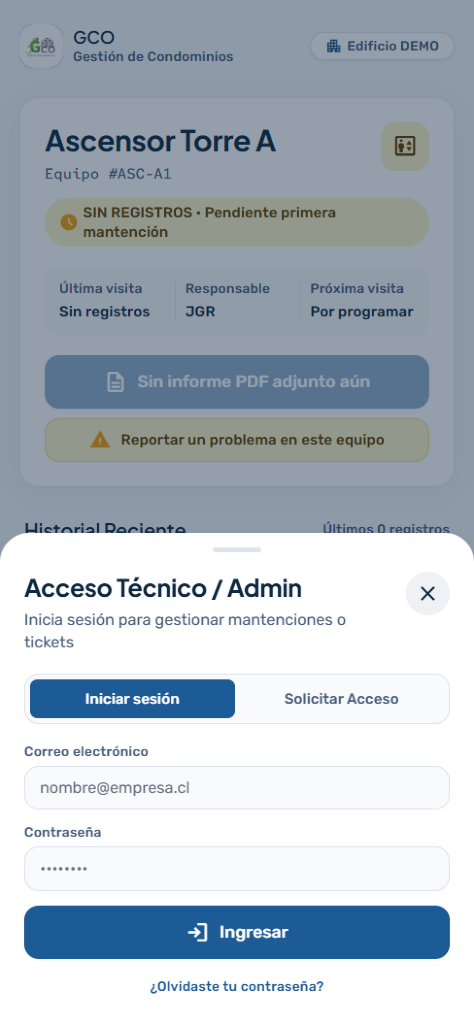 GCO
Gestión de Condominios
Edificio DEMO
Ascensor Torre A
Equipo #ASC-A1
SIN REGISTROS • Pendiente primera
mantención
Última visita
Sin registros
Responsable
JGR
Próxima visita
Por programar
Sin informe PDF adjunto aún
Reportar un problema en este equipo
Historial Reciente
Últimos 0 registros
Acceso Técnico / Admin
Inicia sesión para gestionar mantenciones o
tickets
Iniciar sesión
Solicitar Acceso
Correo electrónico
nombre@empresa.cl
Contraseña
••••••••
Ingresar
¿Olvidaste tu contraseña?